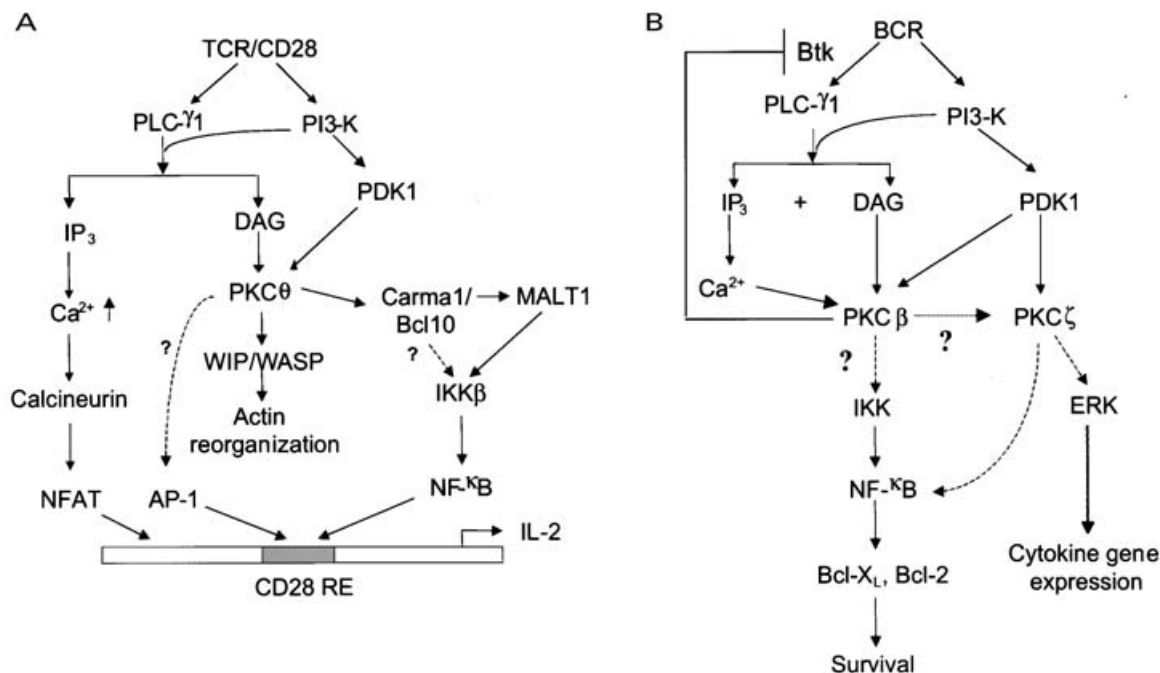 A
TCR/CD28
PLC-γ1
PI3-K
PDK1
IP3
DAG
Ca2+
PKCθ
Carma1/
Bcl10
MALT1
?
?
WIP/WASP
IKKβ
Calcineurin
Actin
reorganization
NFAT
AP-1
NF-κB
IL-2
CD28 RE
B
BCR
Btk
PLC-γ1
PI3-K
IP3 + DAG
PDK1
Ca2+
PKC β
?
PKC ζ
?
IKK
ERK
NF-κB
Cytokine gene
expression
Bcl-XL, Bcl-2
Survival